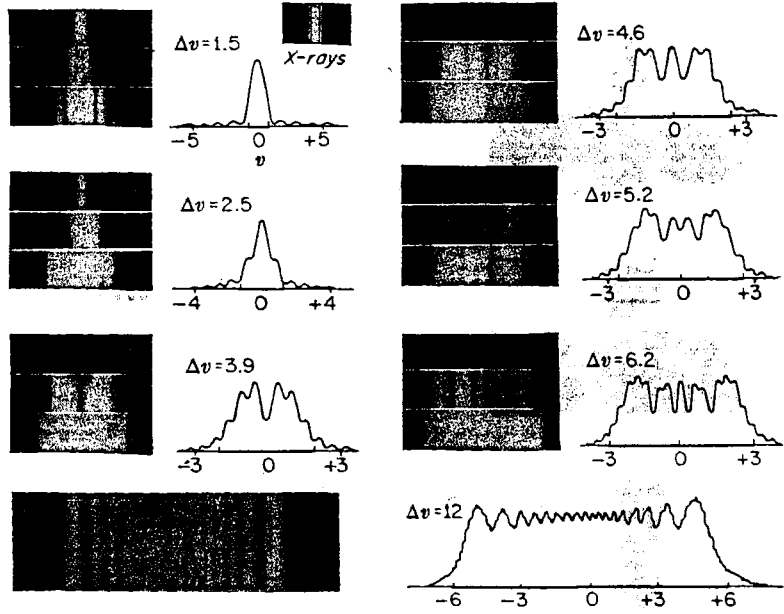 Δv=1.5
X-rays
-5 0 +5
v
Δv=4.6
-3 0 +3
Δv=2.5
-4 0 +4
Δv=5.2
-3 0 +3
Δv=3.9
-3 0 +3
Δv=6.2
-3 0 +3
Δv=12
-6 -3 0 +3 +6